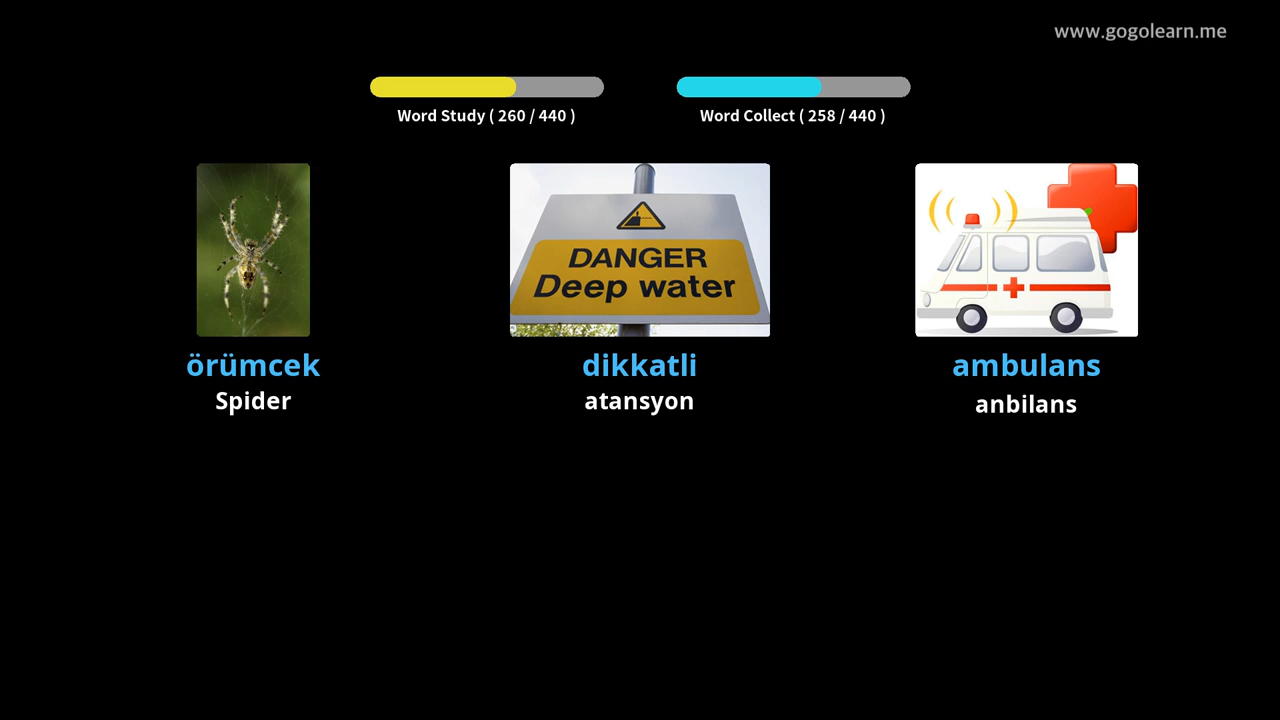 www.gogolearn.me
Word Study ( 260 / 440 )
Word Collect ( 258 / 440 )
DANGER
Deep water
örümcek
dikkatli
ambulans
Spider
atansyon
anbilans